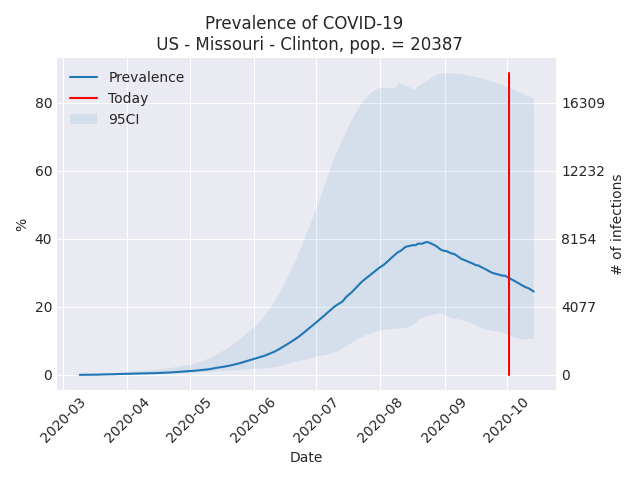 Prevalence of COVID-19
US - Missouri - Clinton, pop. = 20387
Prevalence
Today
95CI
80
60
40
20
0
%
16309
12232
8154
4077
0
# of infections
2020-03
2020-04
2020-05
2020-06
2020-07
2020-08
2020-09
2020-10
Date